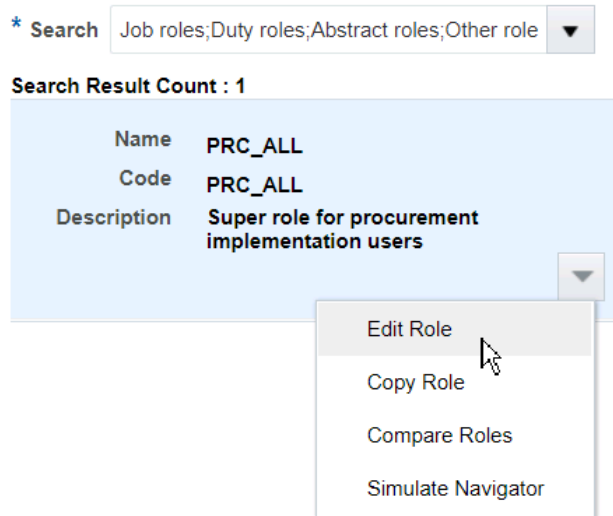 * Search Job roles;Duty roles;Abstract roles;Other role
Search Result Count : 1
Name PRC_ALL
Code PRC_ALL
Description Super role for procurement
implementation users
Edit Role
Copy Role
Compare Roles
Simulate Navigator